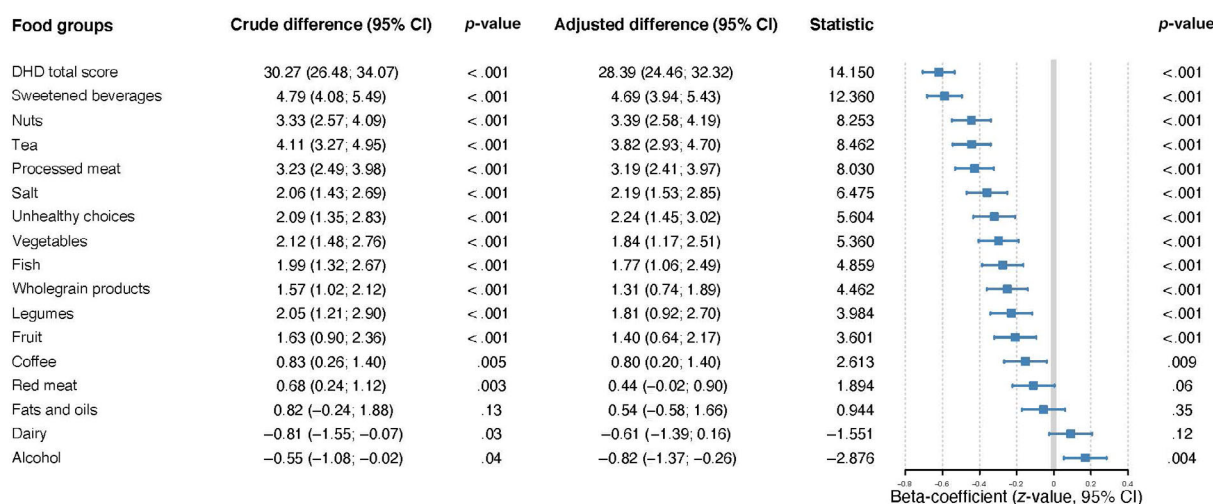 Food groups Crude difference (95% CI) p-value Adjusted difference (95% CI) Statistic p-value
DHD total score 30.27 (26.48; 34.07) <.001 28.39 (24.46; 32.32) 14.150 <.001
Sweetened beverages 4.79 (4.08; 5.49) <.001 4.69 (3.94; 5.43) 12.360 <.001
Nuts 3.33 (2.57; 4.09) <.001 3.39 (2.58; 4.19) 8.253 <.001
Tea 4.11 (3.27; 4.95) <.001 3.82 (2.93; 4.70) 8.462 <.001
Processed meat 3.23 (2.49; 3.98) <.001 3.19 (2.41; 3.97) 8.030 <.001
Salt 2.06 (1.43; 2.69) <.001 2.19 (1.53; 2.85) 6.475 <.001
Unhealthy choices 2.09 (1.35; 2.83) <.001 2.24 (1.45; 3.02) 5.604 <.001
Vegetables 2.12 (1.48; 2.76) <.001 1.84 (1.17; 2.51) 5.360 <.001
Fish 1.99 (1.32; 2.67) <.001 1.77 (1.06; 2.49) 4.859 <.001
Wholegrain products 1.57 (1.02; 2.12) <.001 1.31 (0.74; 1.89) 4.462 <.001
Legumes 2.05 (1.21; 2.90) <.001 1.81 (0.92; 2.70) 3.984 <.001
Fruit 1.63 (0.90; 2.36) <.001 1.40 (0.64; 2.17) 3.601 <.001
Coffee 0.83 (0.26; 1.40) .005 0.80 (0.20; 1.40) 2.613 .009
Red meat 0.68 (0.24; 1.12) .003 0.44 (−0.02; 0.90) 1.894 .06
Fats and oils 0.82 (−0.24; 1.88) .13 0.54 (−0.58; 1.66) 0.944 .35
Dairy −0.81 (−1.55; −0.07) .03 −0.61 (−1.39; 0.16) −1.551 .12
Alcohol −0.55 (−1.08; −0.02) .04 −0.82 (−1.37; −0.26) −2.876 .004
−0.8 −0.6 −0.4 −0.2 0 0.2 0.4
Beta-coefficient (z-value, 95% CI)